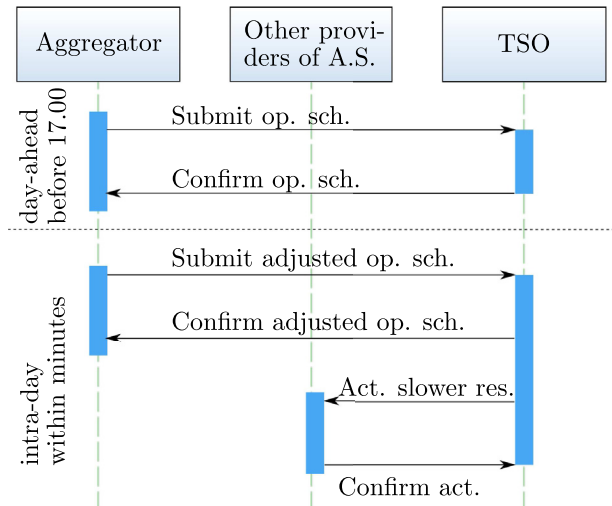 Aggregator
Other provi-
ders of A.S.
TSO
day-ahead
before 17.00
Submit op. sch.
Confirm op. sch.
intra-day
within minutes
Submit adjusted op. sch.
Confirm adjusted op. sch.
Act. slower res.
Confirm act.